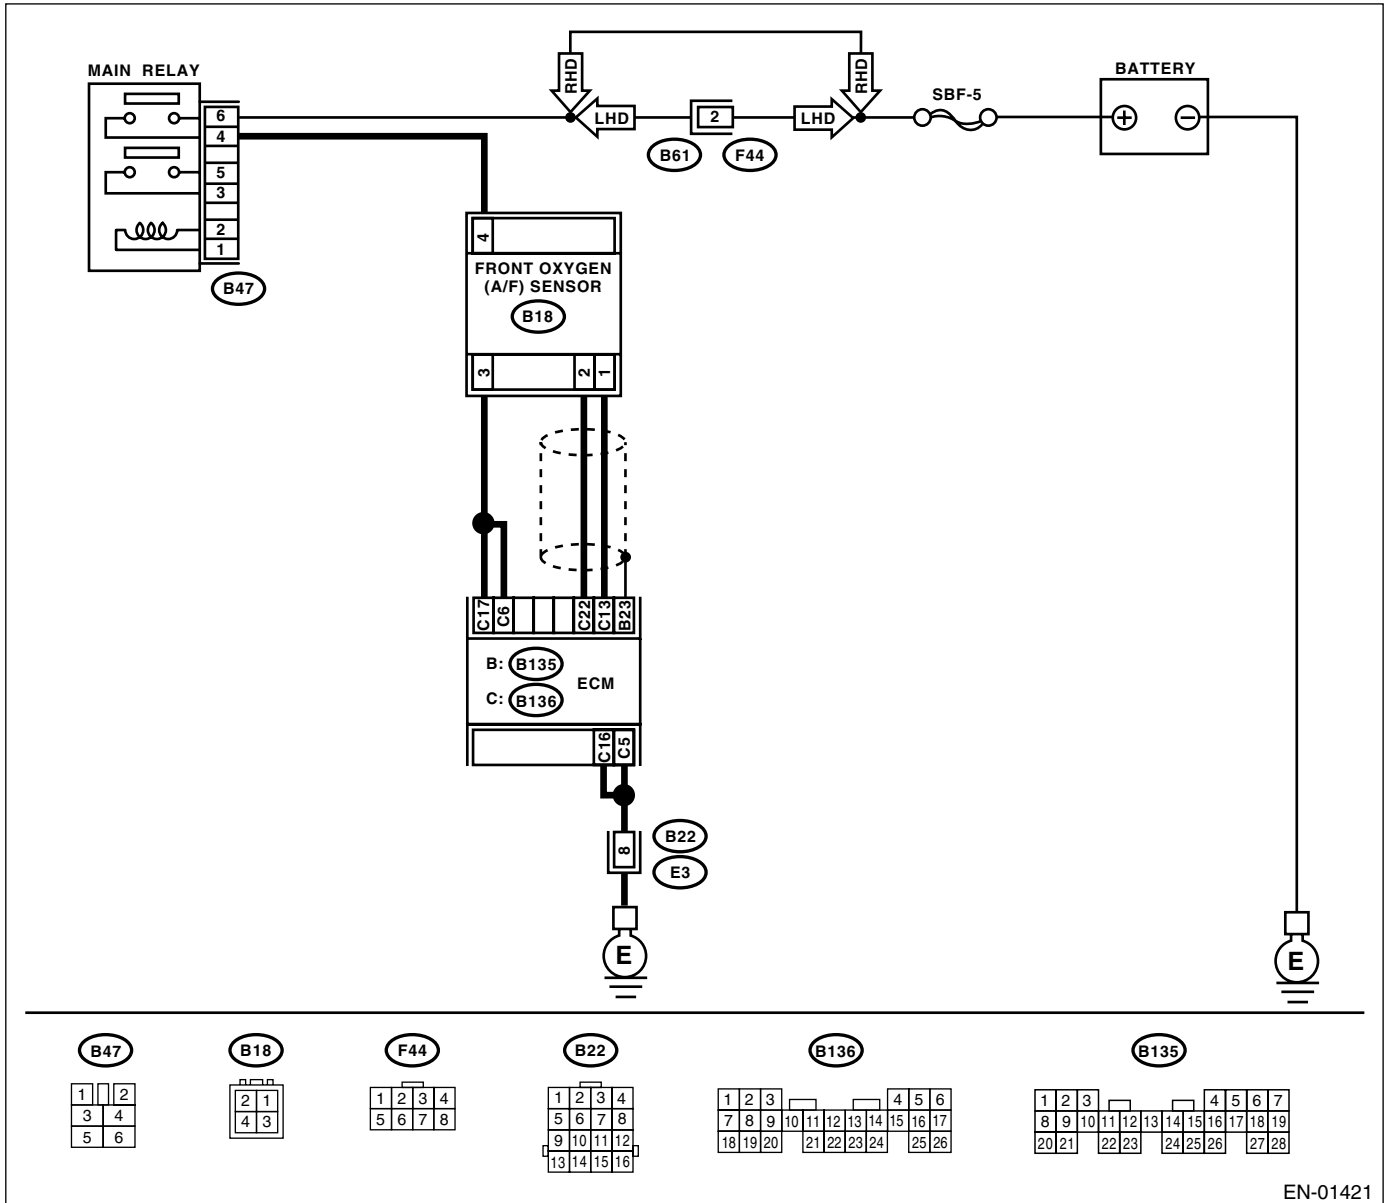 MAIN RELAY
6
4
5
3
2
1
B47
RHD
RHD
LHD
2
LHD
B61
F44
SBF-5
BATTERY
+
−
4
FRONT OXYGEN
(A/F) SENSOR
B18
3
2
1
C17
C6
C22
C13
B23
B: B135
C: B136
ECM
C16
C5
8
B22
E3
E
E
B47
1 2
3 4
5 6
B18
2 1
4 3
F44
1 2 3 4
5 6 7 8
B22
1 2 3 4
5 6 7 8
9 10 11 12
13 14 15 16
B136
1 2 3 4 5 6
7 8 9 10 11 12 13 14 15 16 17
18 19 20 21 22 23 24 25 26
B135
1 2 3 4 5 6 7
8 9 10 11 12 13 14 15 16 17 18 19
20 21 22 23 24 25 26 27 28
EN-01421